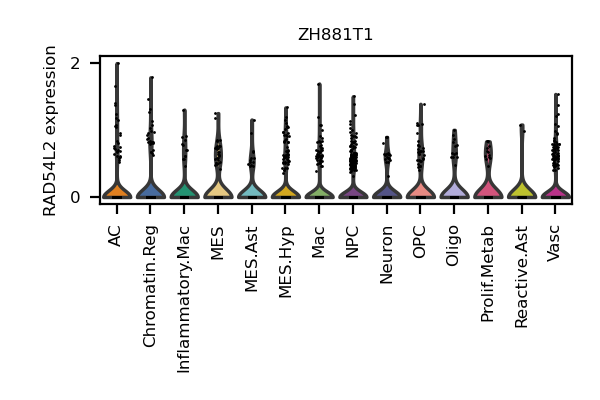 ZH881T1
RAD54L2 expression
2
0
AC
Chromatin.Reg
Inflammatory.Mac
MES
MES.Ast
MES.Hyp
Mac
NPC
Neuron
OPC
Oligo
Prolif.Metab
Reactive.Ast
Vasc